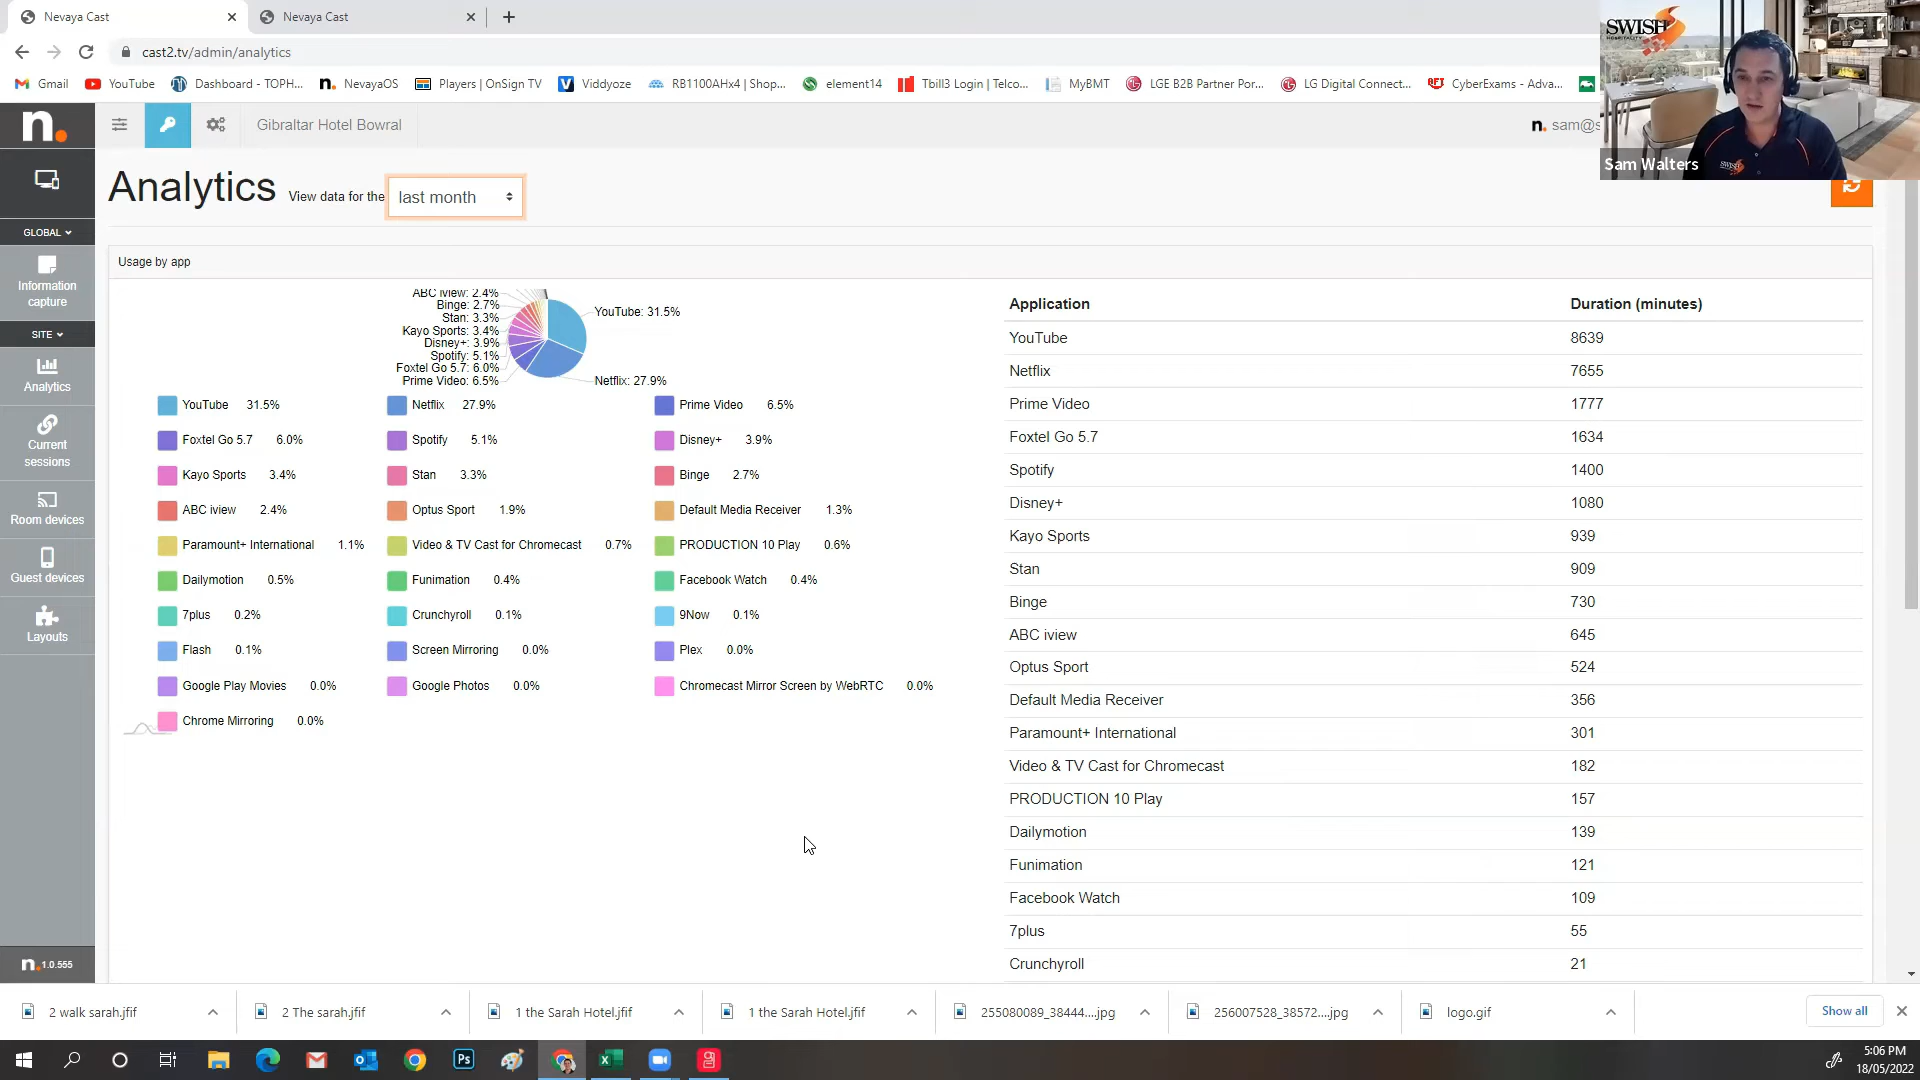 Nevaya Cast
Nevaya Cast
cast2.tv/admin/analytics
Gmail
YouTube
Dashboard - TOPH...
n. NevayaOS
Players | OnSign TV
Viddyoze
RB1100AHx4 | Shop...
element14
Tbill3 Login | Telco...
MyBMT
LGE B2B Partner Por...
LG Digital Connect...
CyberExams - Adva...
SWISH
HOSPITALITY
Sam Walters
n.
Gibraltar Hotel Bowral
n. sam@s
Analytics
View data for the
last month
GLOBAL
Information
capture
SITE
Analytics
Current
sessions
Room devices
Guest devices
Layouts
n. 1.0.555
Usage by app
ABC iview: 2.4%
Binge: 2.7%
Stan: 3.3%
Kayo Sports: 3.4%
Disney+: 3.9%
Spotify: 5.1%
Foxtel Go 5.7: 6.0%
Prime Video: 6.5%
YouTube: 31.5%
Netflix: 27.9%
YouTube 31.5%
Netflix 27.9%
Prime Video 6.5%
Foxtel Go 5.7 6.0%
Spotify 5.1%
Disney+ 3.9%
Kayo Sports 3.4%
Stan 3.3%
Binge 2.7%
ABC iview 2.4%
Optus Sport 1.9%
Default Media Receiver 1.3%
Paramount+ International 1.1%
Video & TV Cast for Chromecast 0.7%
PRODUCTION 10 Play 0.6%
Dailymotion 0.5%
Funimation 0.4%
Facebook Watch 0.4%
7plus 0.2%
Crunchyroll 0.1%
9Now 0.1%
Flash 0.1%
Screen Mirroring 0.0%
Plex 0.0%
Google Play Movies 0.0%
Google Photos 0.0%
Chromecast Mirror Screen by WebRTC 0.0%
Chrome Mirroring 0.0%
Application Duration (minutes)
YouTube 8639
Netflix 7655
Prime Video 1777
Foxtel Go 5.7 1634
Spotify 1400
Disney+ 1080
Kayo Sports 939
Stan 909
Binge 730
ABC iview 645
Optus Sport 524
Default Media Receiver 356
Paramount+ International 301
Video & TV Cast for Chromecast 182
PRODUCTION 10 Play 157
Dailymotion 139
Funimation 121
Facebook Watch 109
7plus 55
Crunchyroll 21
2 walk sarah.jfif
2 The sarah.jfif
1 the Sarah Hotel.jfif
1 the Sarah Hotel.jfif
255080089_38444....jpg
256007528_38572....jpg
logo.gif
Show all
Ps
5:06 PM
18/05/2022